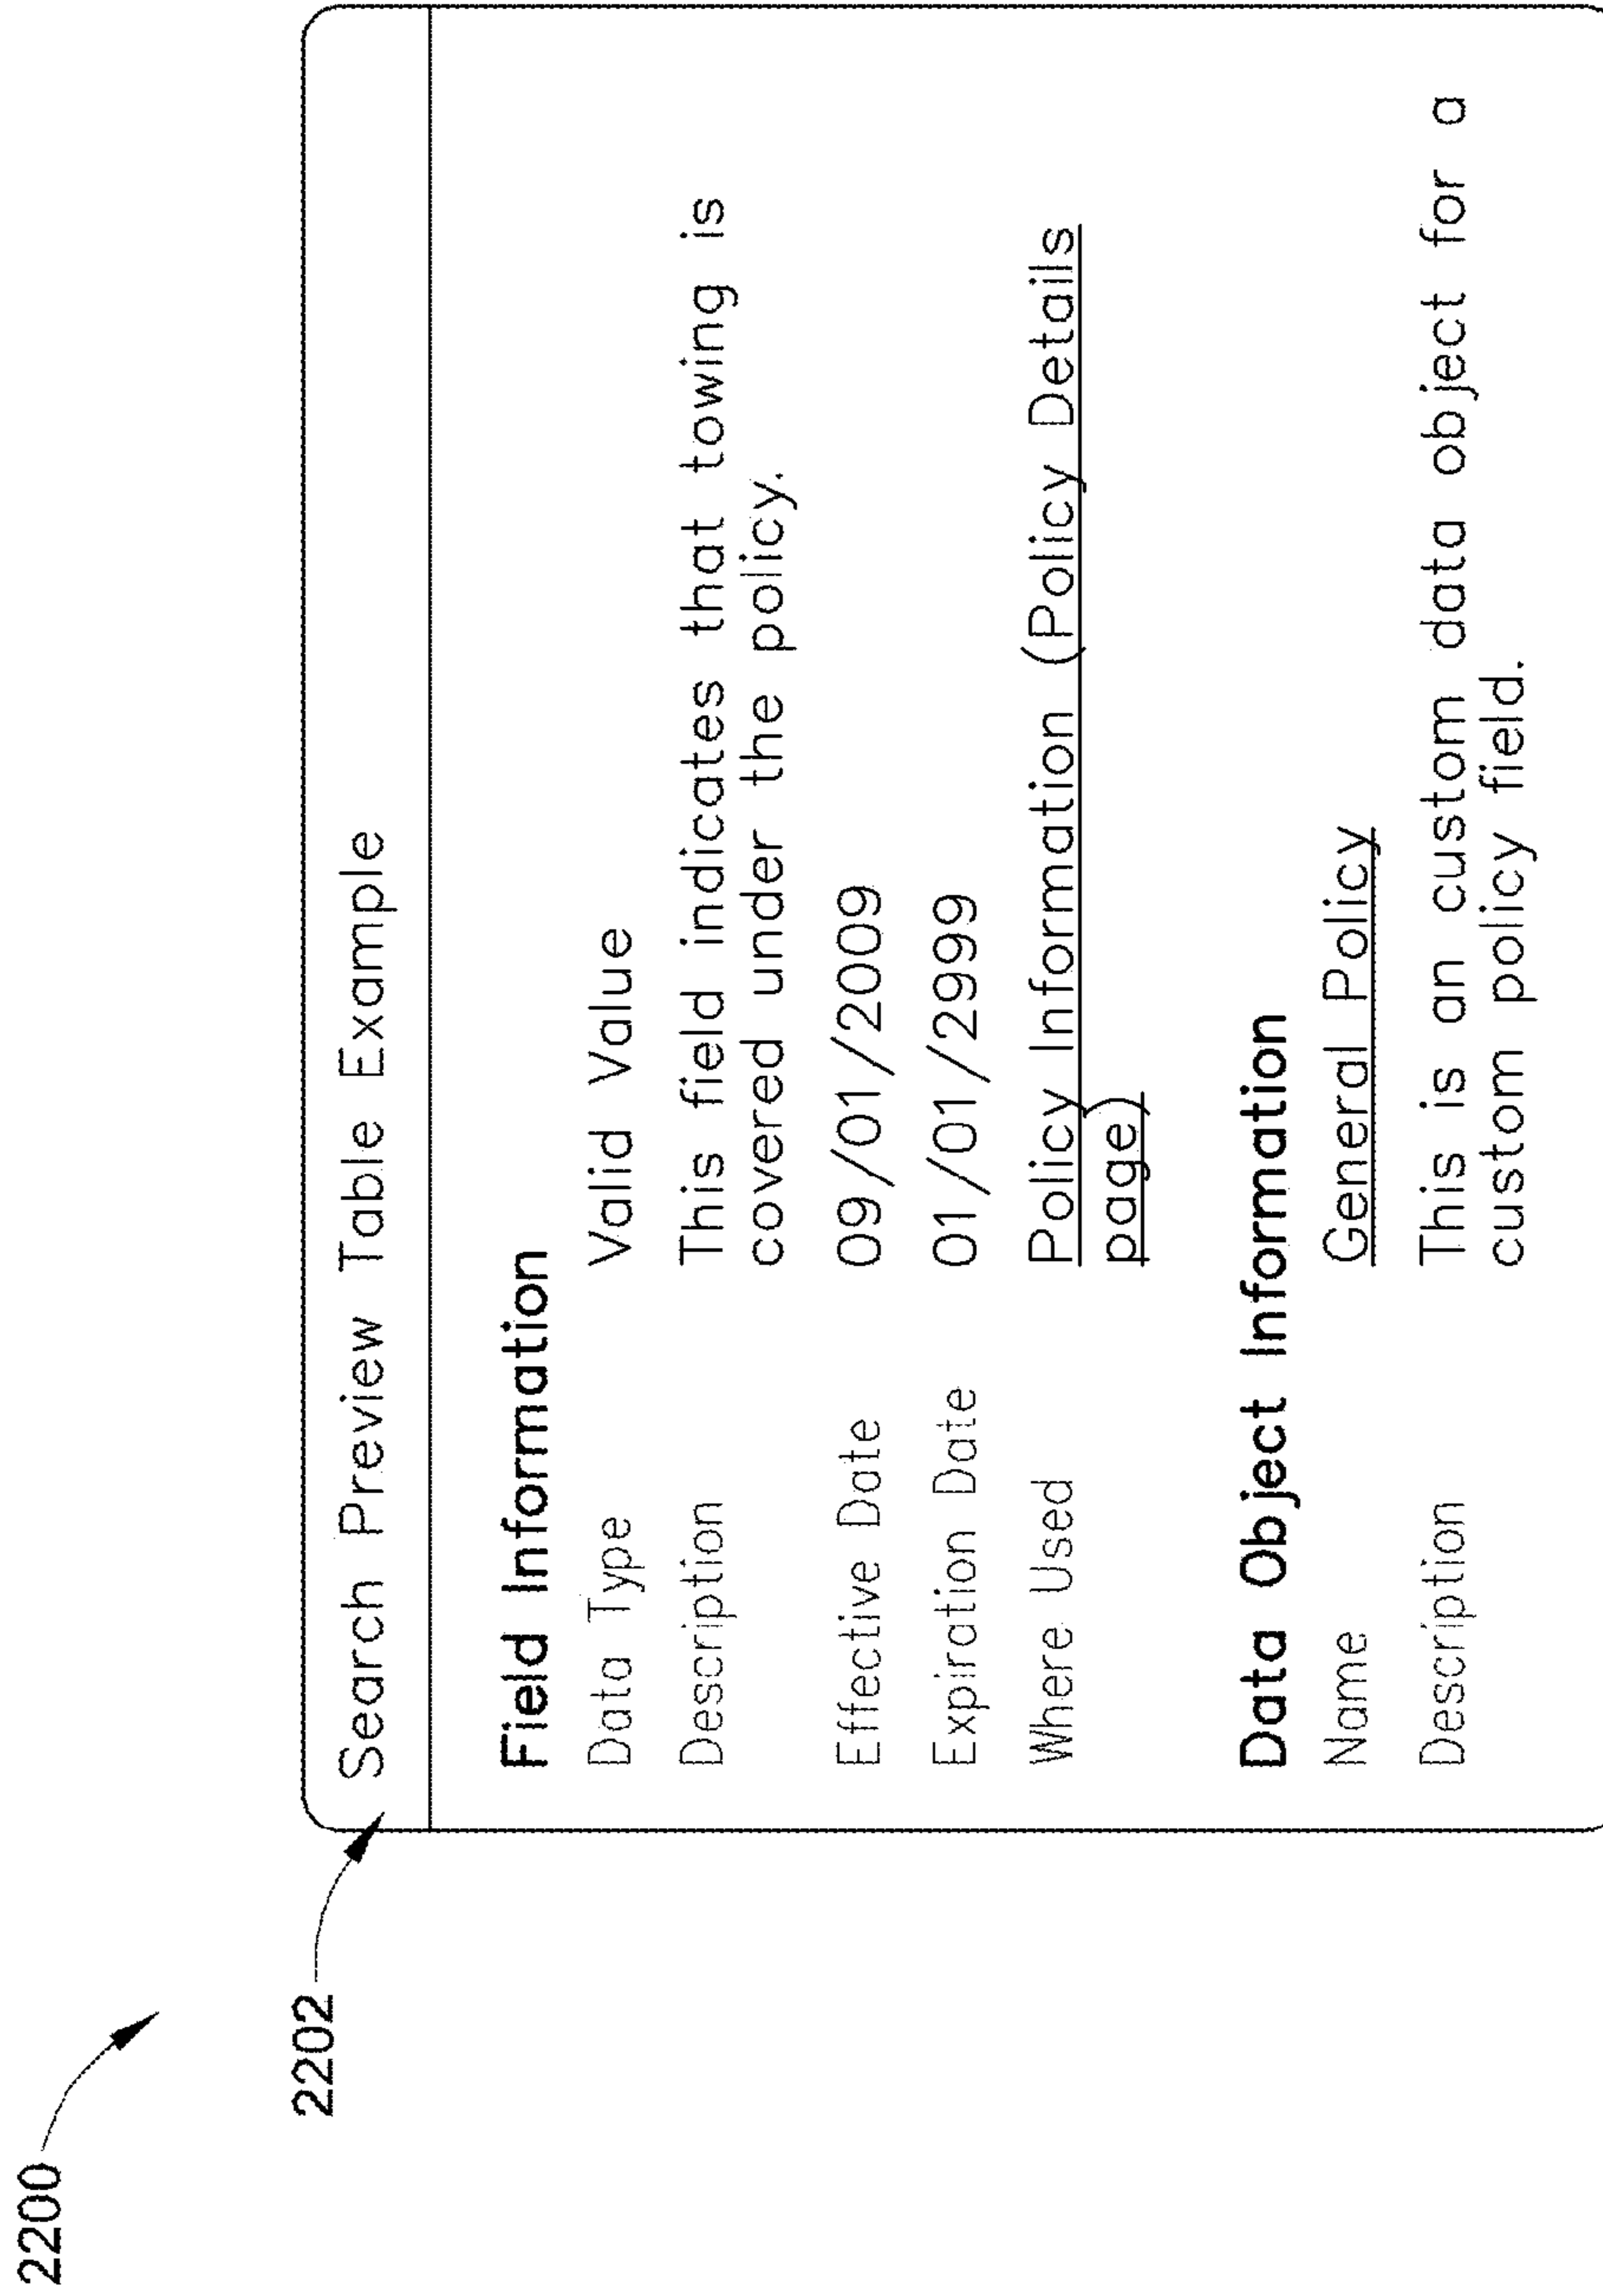 2200
2202
Search Preview Table Example
Field Information
Data Type Valid Value
Description This field indicates that towing is
covered under the policy.
Effective Date 09/01/2009
Expiration Date 01/01/2999
Where Used Policy Information (Policy Details
page)
Data Object Information
Name General Policy
Description This is an custom data object for a
custom policy field.